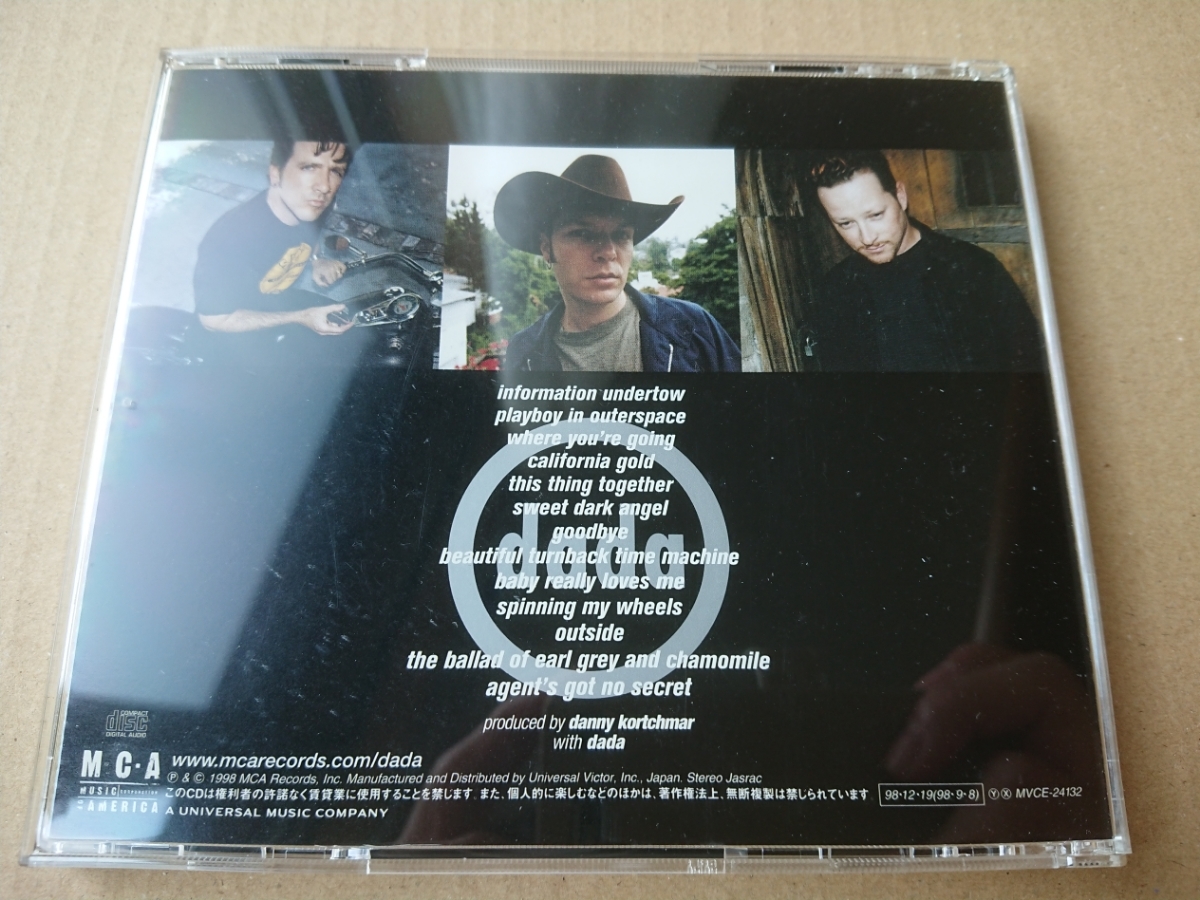 information undertow
playboy in outerspace
where you're going
california gold
this thing together
sweet dark angel
goodbye
beautiful turnback time machine
baby really loves me
spinning my wheels
outside
the ballad of earl grey and chamomile
agent's got no secret
dada
produced by danny kortchmar
with dada
COMPACT
disc
DIGITAL AUDIO
M·C·A
MUSIC CORPORATION
OF AMERICA
www.mcarecords.com/dada
℗ & © 1998 MCA Records, Inc. Manufactured and Distributed by Universal Victor, Inc., Japan. Stereo Jasrac
このCDは権利者の許諾なく賃貸業に使用することを禁じます。また、個人的に楽しむなどのほかは、著作権法上、無断複製は禁じられています。
98·12·19(98·9·8) Ⓨ Ⓧ MVCE-24132
A UNIVERSAL MUSIC COMPANY